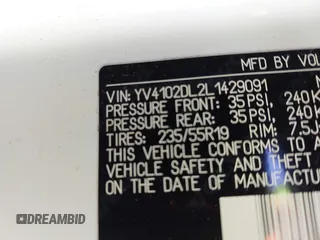 MFD BY VOL
VIN: YV4102DL2L1429091
PRESSURE FRONT: 35PSI, 240K
PRESSURE REAR: 35PSI, 240K
TIRES: 235/55R19 RIM: 7.5J
THIS VEHICLE CONFORMS TO A
VEHICLE SAFETY AND THEFT
ON THE DATE OF MANUFACTU
DREAMBID